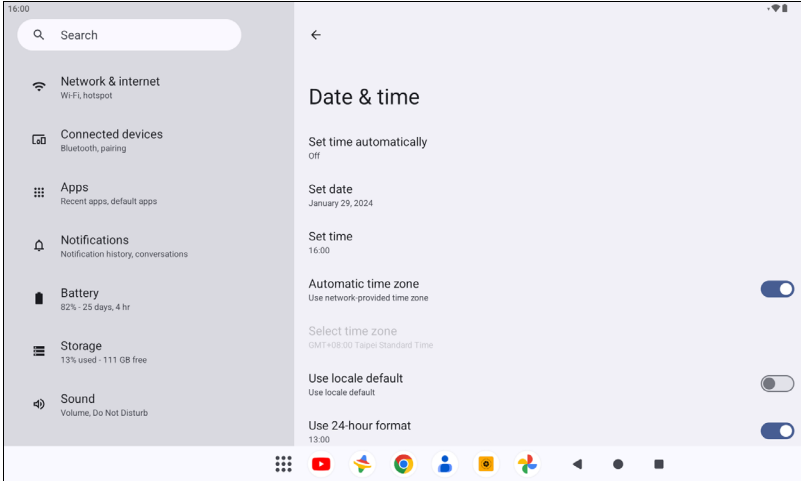 16:00
Search
Network & internet
Wi-Fi, hotspot
Connected devices
Bluetooth, pairing
Apps
Recent apps, default apps
Notifications
Notification history, conversations
Battery
82% - 25 days, 4 hr
Storage
13% used - 111 GB free
Sound
Volume, Do Not Disturb
Date & time
Set time automatically
Off
Set date
January 29, 2024
Set time
16:00
Automatic time zone
Use network-provided time zone
Select time zone
GMT+08:00 Taipei Standard Time
Use locale default
Use locale default
Use 24-hour format
13:00